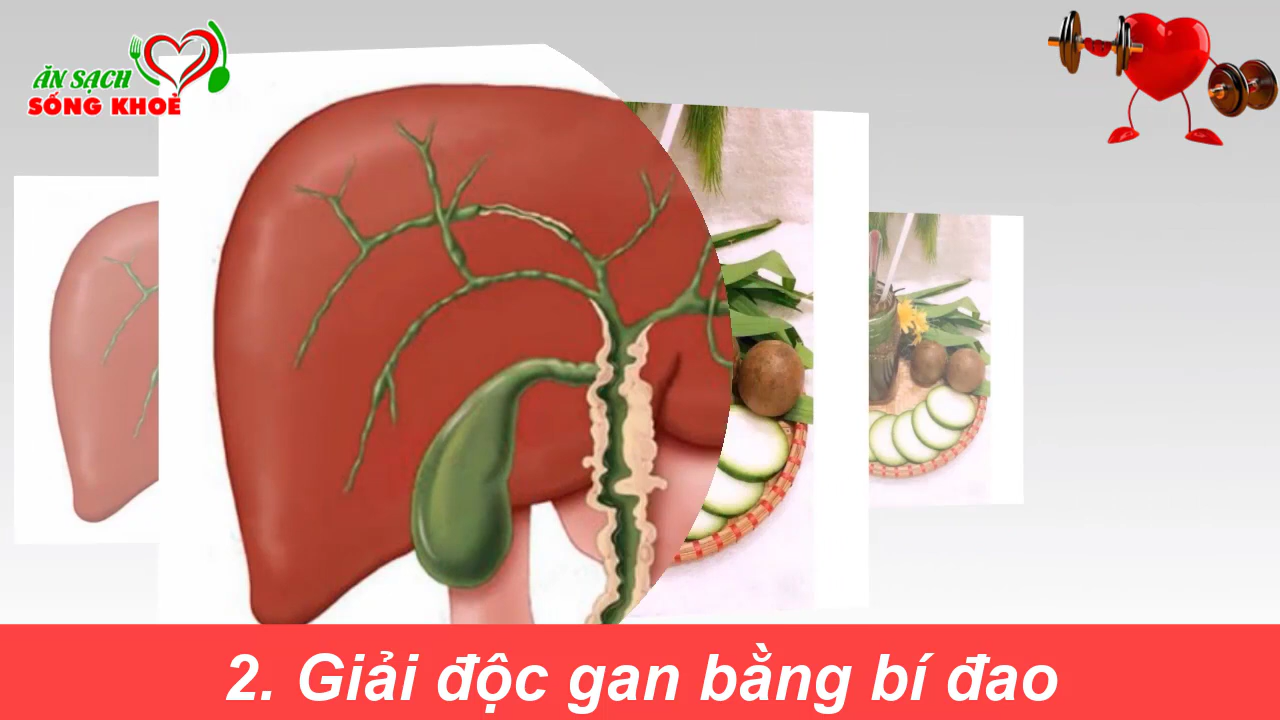 ĂN SẠCH
SỐNG KHOẺ
2. Giải độc gan bằng bí đao